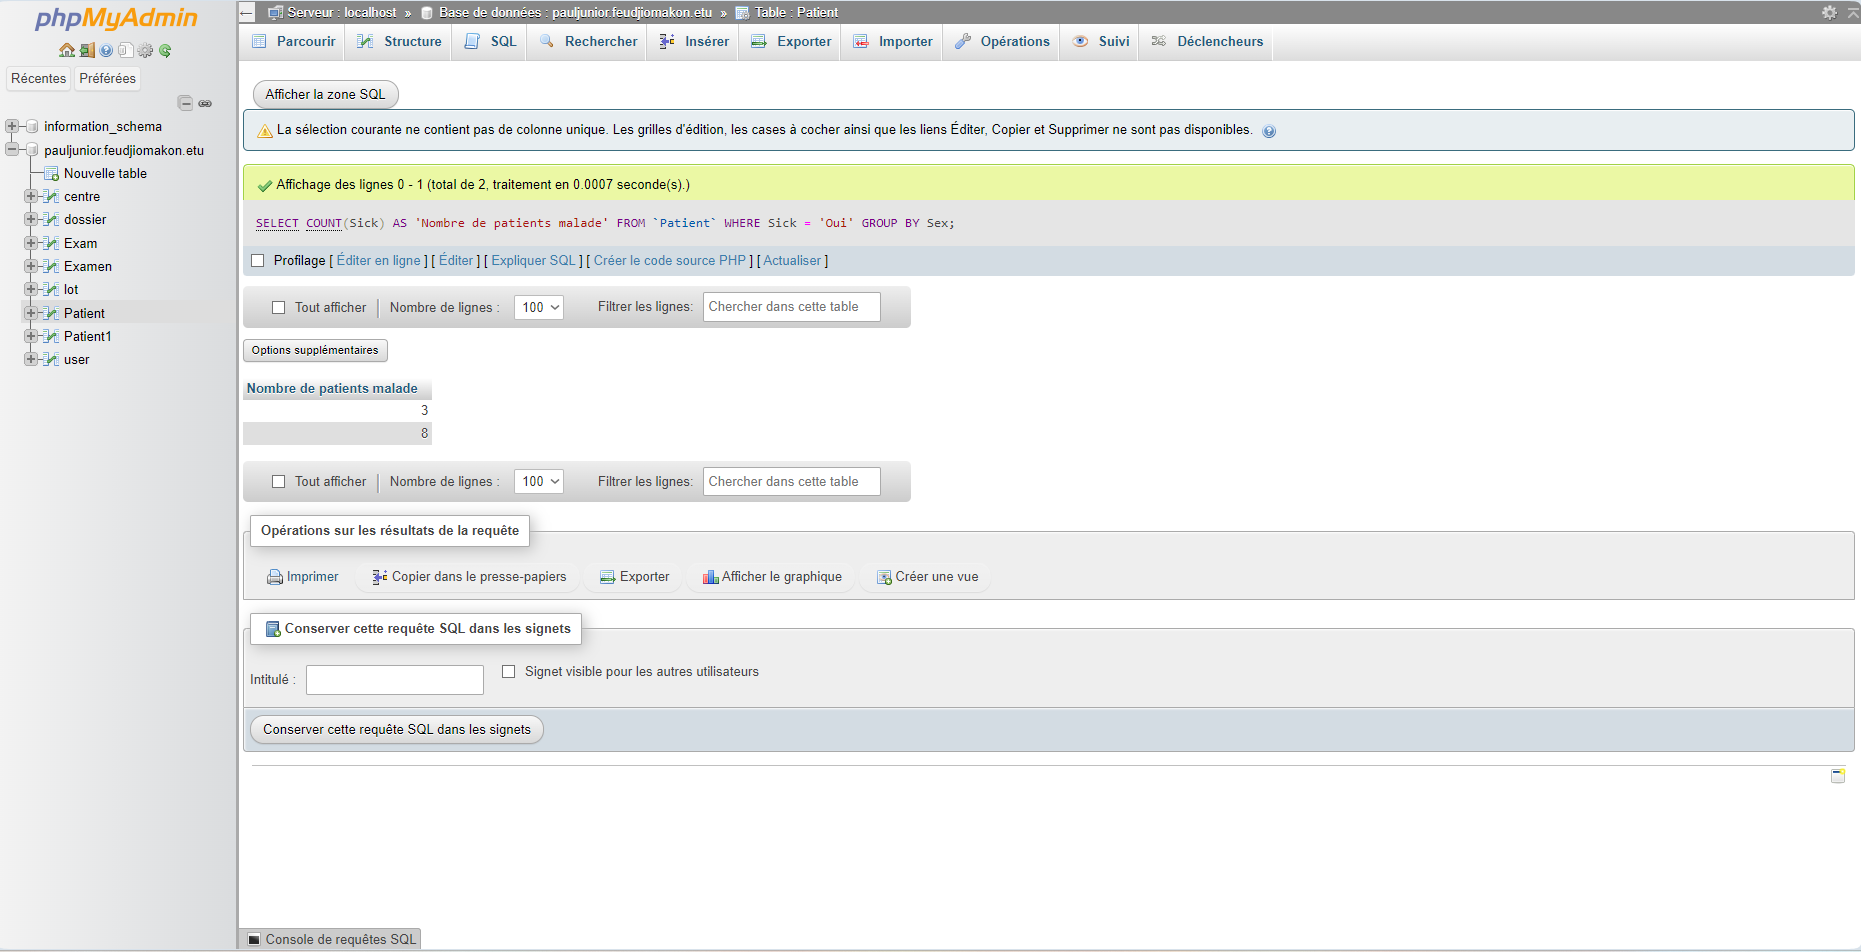 phpMyAdmin
Récentes Préférées
information_schema
pauljunior.feudjiomakon.etu
Nouvelle table
centre
dossier
Exam
Examen
lot
Patient
Patient1
user
Serveur : localhost » Base de données : pauljunior.feudjiomakon.etu » Table : Patient
Parcourir Structure SQL Rechercher Insérer Exporter Importer Opérations Suivi Déclencheurs
Afficher la zone SQL
La sélection courante ne contient pas de colonne unique. Les grilles d'édition, les cases à cocher ainsi que les liens Éditer, Copier et Supprimer ne sont pas disponibles.
Affichage des lignes 0 - 1 (total de 2, traitement en 0.0007 seconde(s).)
SELECT COUNT(Sick) AS 'Nombre de patients malade' FROM `Patient` WHERE Sick = 'Oui' GROUP BY Sex;
Profilage [ Éditer en ligne ] [ Éditer ] [ Expliquer SQL ] [ Créer le code source PHP ] [ Actualiser ]
Tout afficher | Nombre de lignes : 100 Filtrer les lignes: Chercher dans cette table
Options supplémentaires
Nombre de patients malade
3
8
Tout afficher | Nombre de lignes : 100 Filtrer les lignes: Chercher dans cette table
Opérations sur les résultats de la requête
Imprimer Copier dans le presse-papiers Exporter Afficher le graphique Créer une vue
Conserver cette requête SQL dans les signets
Intitulé : Signet visible pour les autres utilisateurs
Conserver cette requête SQL dans les signets
Console de requêtes SQL